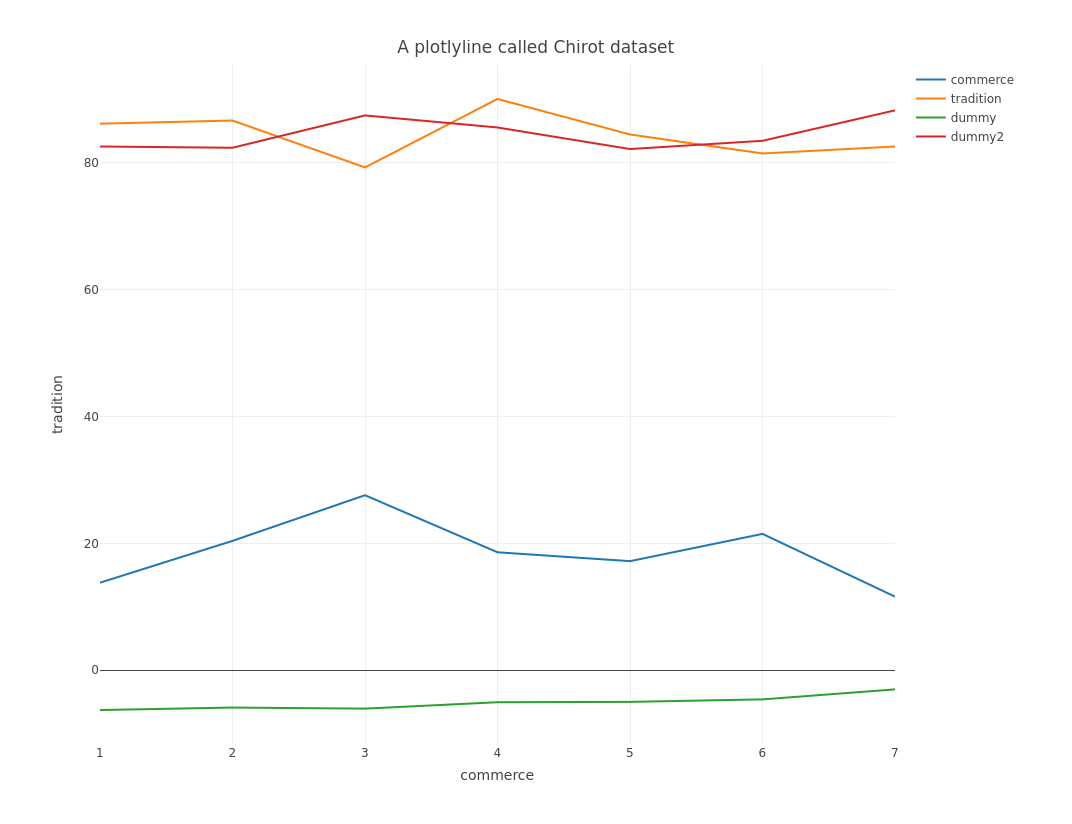 A plotlyline called Chirot dataset
commerce
tradition
dummy
dummy2
80
60
40
20
0
tradition
1 2 3 4 5 6 7
commerce